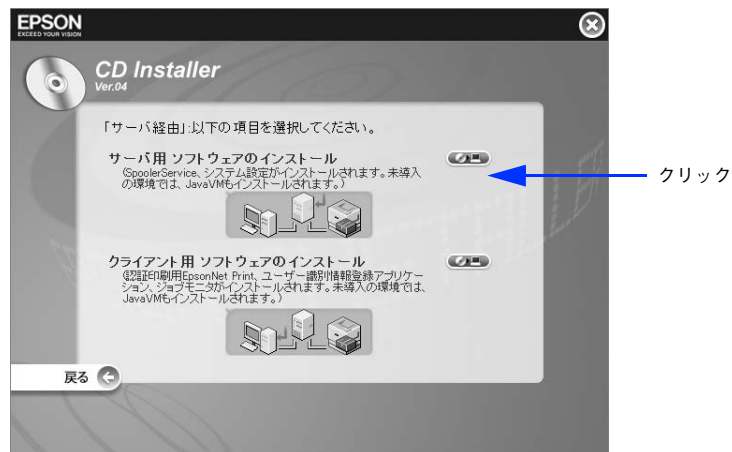 EPSON
EXCEED YOUR VISION
CD Installer
Ver.04
「サーバ経由」:以下の項目を選択してください。
サーバ用 ソフトウェアのインストール
(SpoolerService、システム設定がインストールされます。未導入
の環境では、JavaVMもインストールされます。)
クリック
クライアント用 ソフトウェアのインストール
(認証印刷用EpsonNet Print、ユーザー識別情報登録アプリケー
ション、ジョブモニタがインストールされます。未導入の環境では、
JavaVMもインストールされます。)
戻る